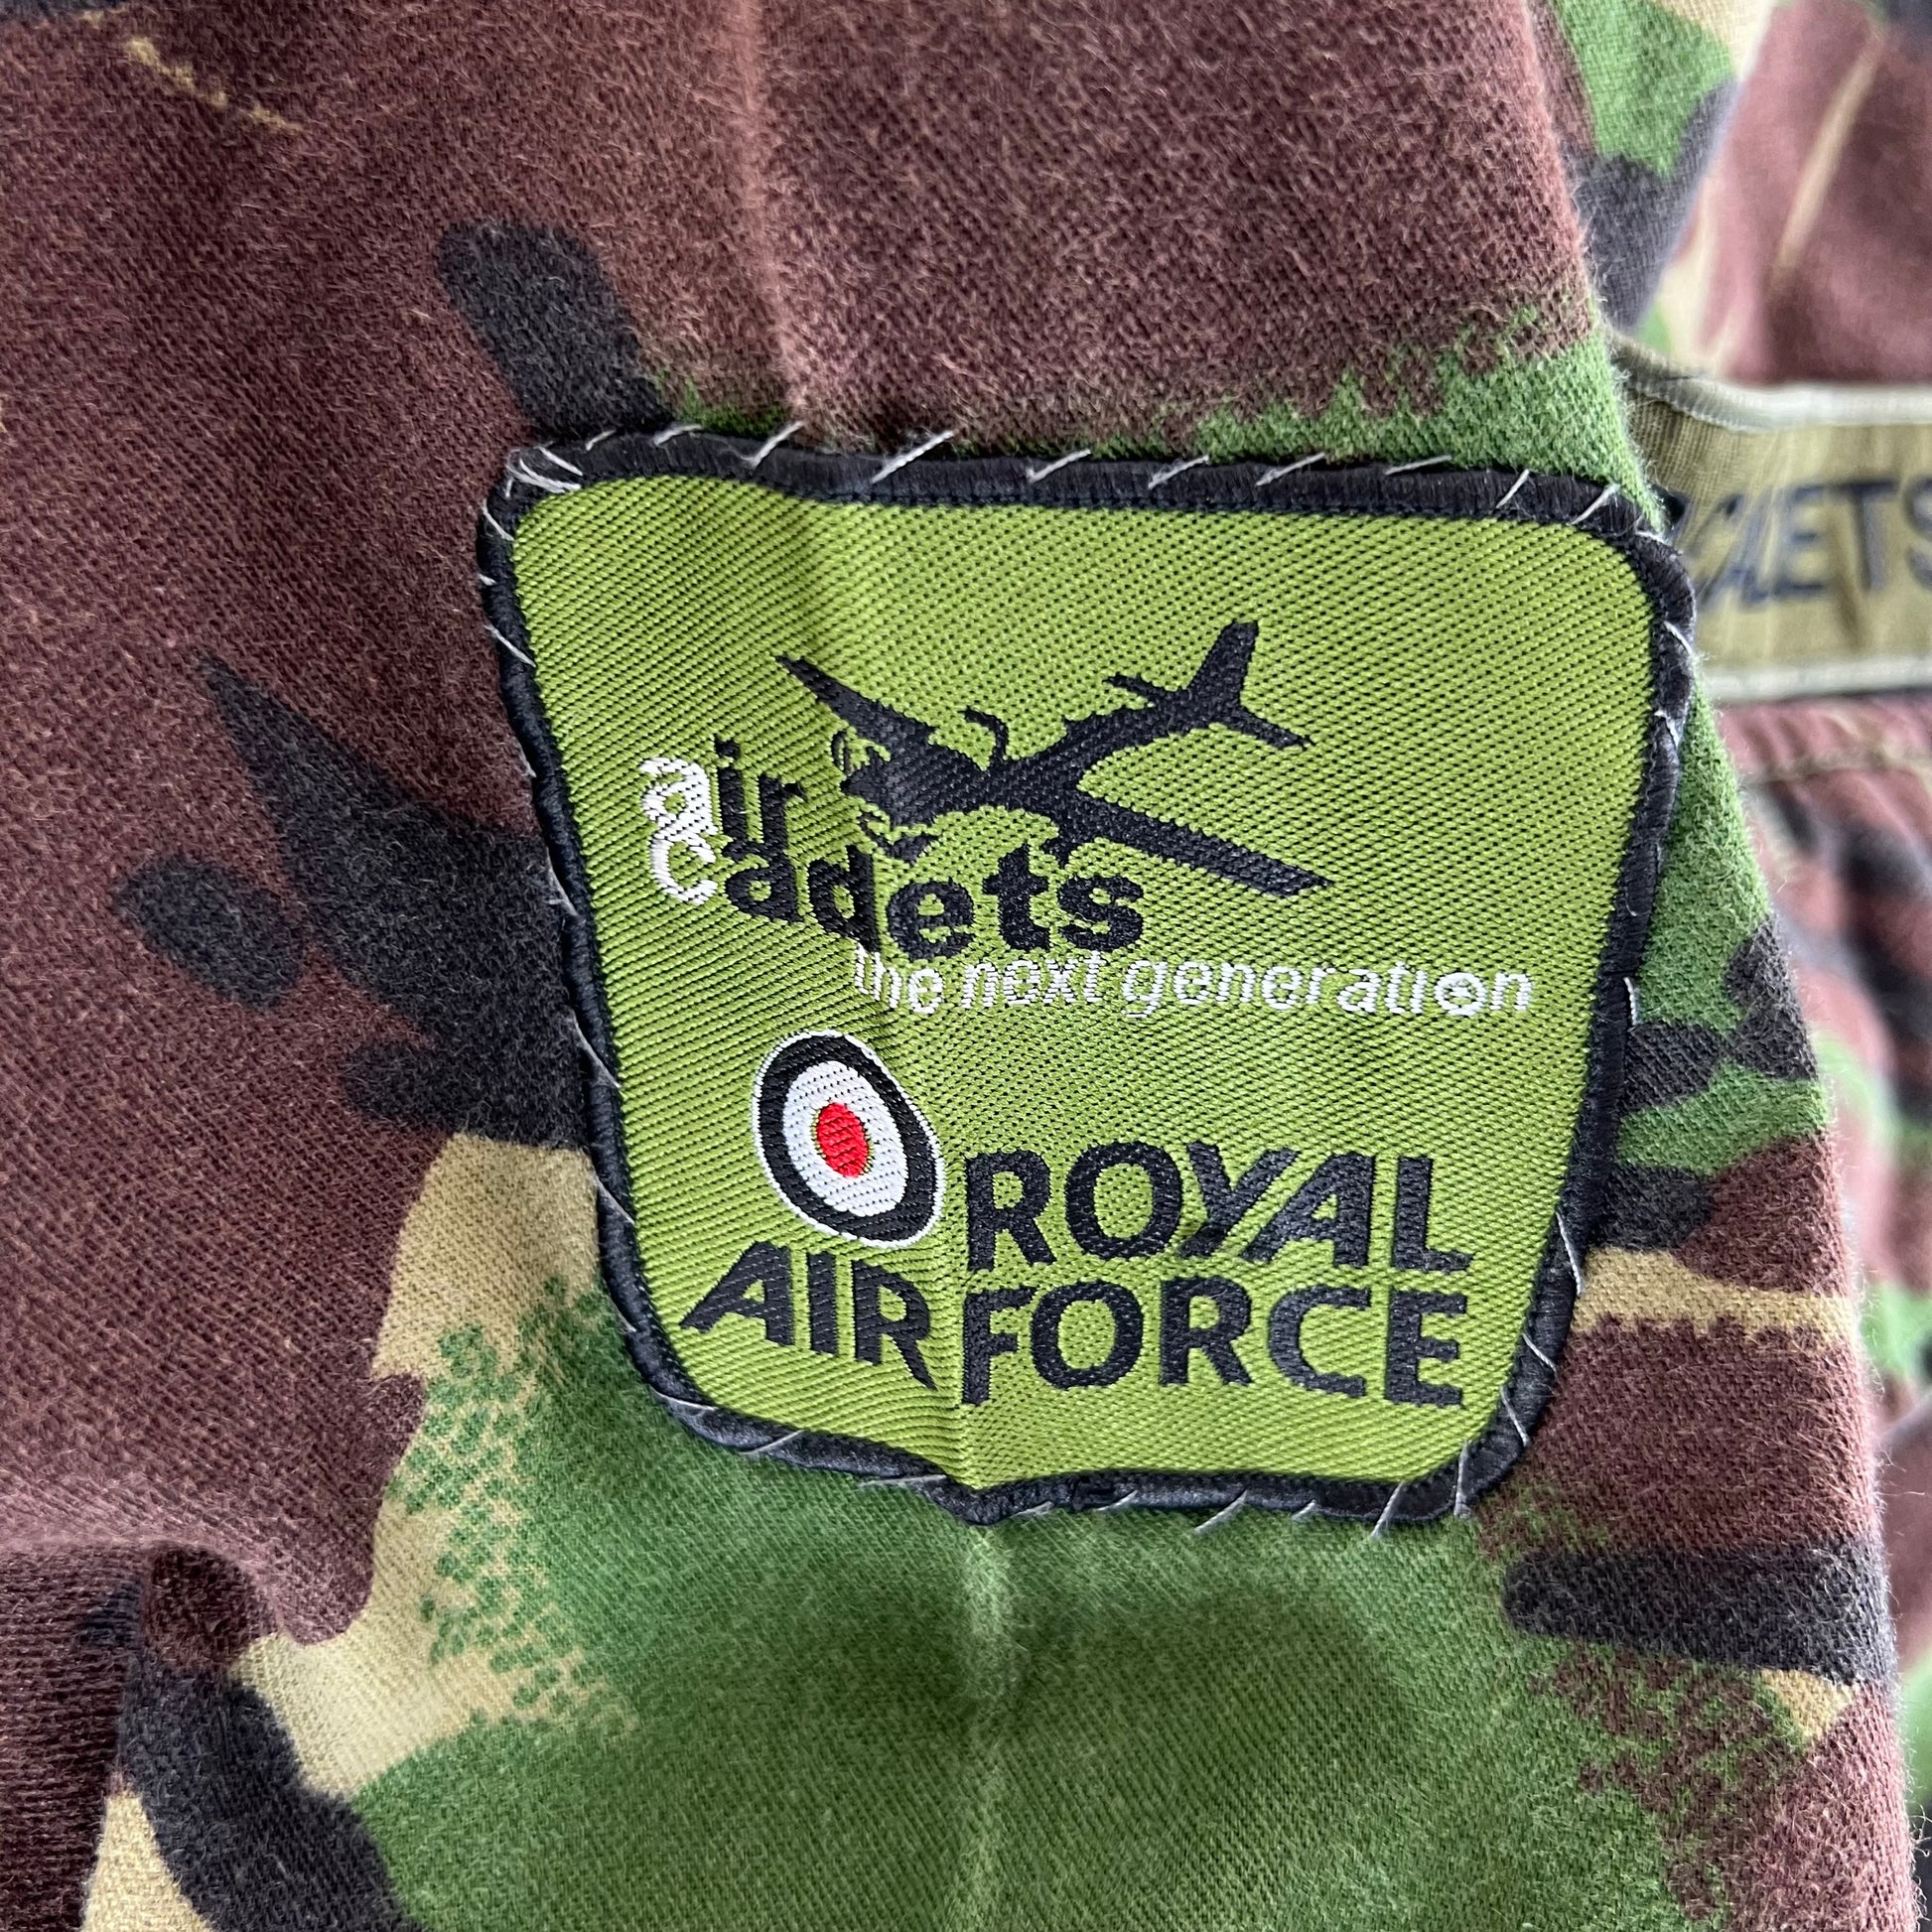 air
cadets
the next generation
ROYAL
AIR FORCE